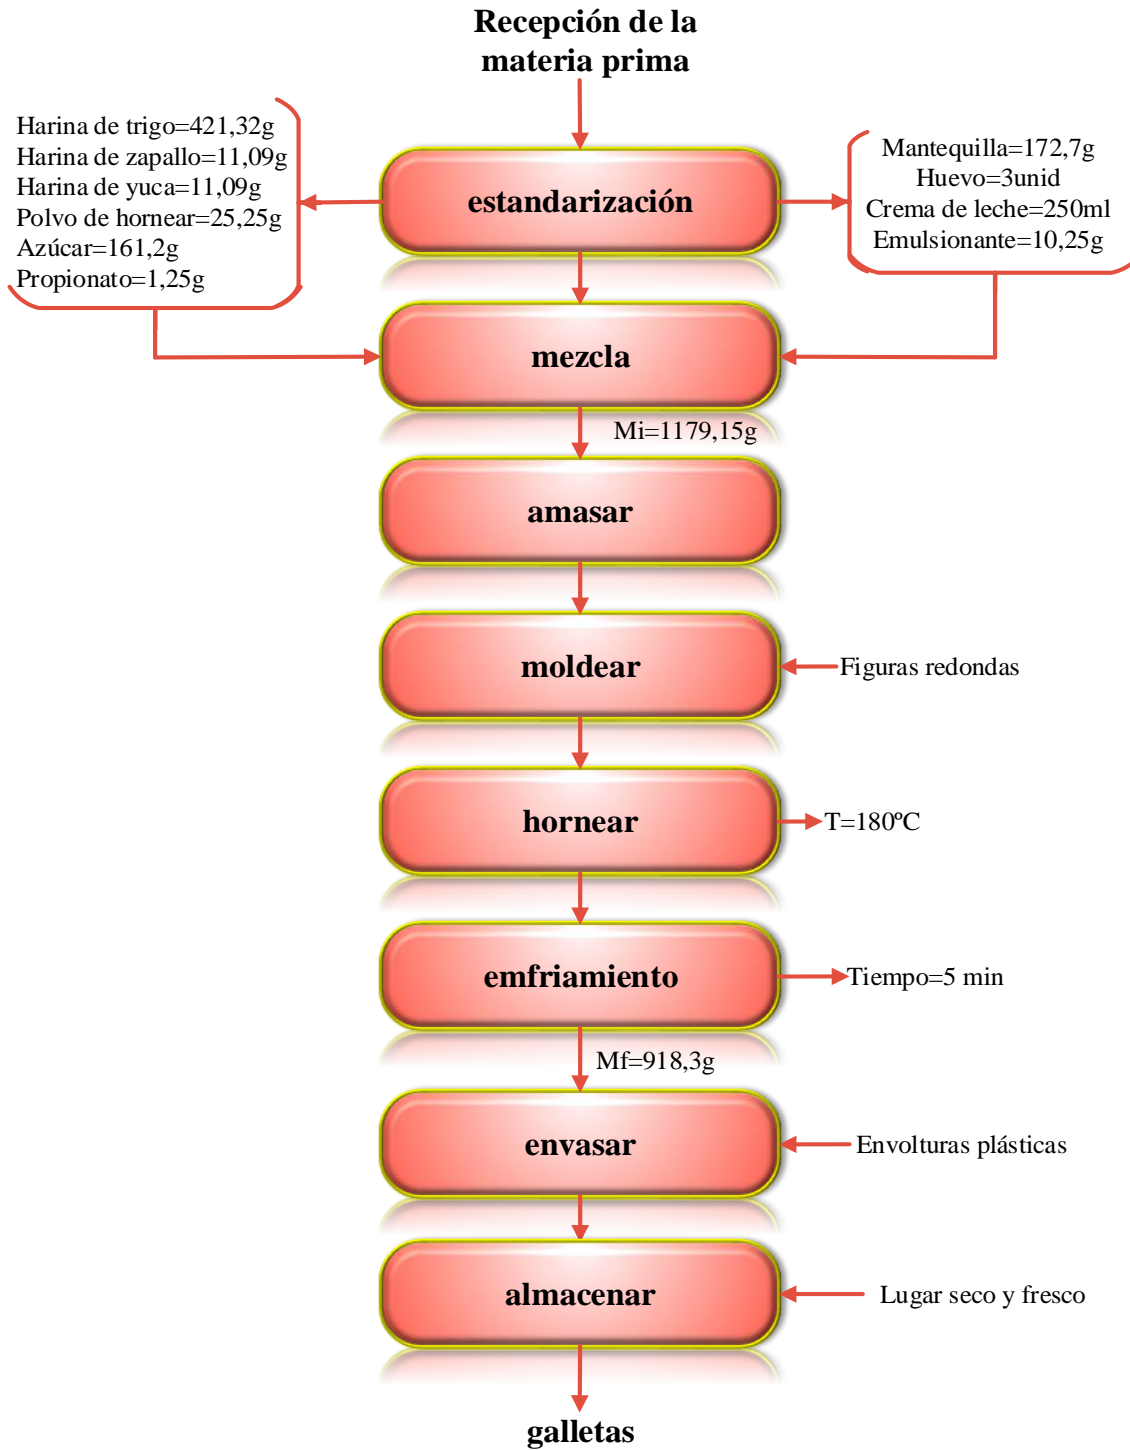 Recepción de la
materia prima
Harina de trigo=421,32g
Harina de zapallo=11,09g
Harina de yuca=11,09g
Polvo de hornear=25,25g
Azúcar=161,2g
Propionato=1,25g
estandarización
Mantequilla=172,7g
Huevo=3unid
Crema de leche=250ml
Emulsionante=10,25g
mezcla
Mi=1179,15g
amasar
moldear
Figuras redondas
hornear
T=180ºC
emfriamiento
Tiempo=5 min
Mf=918,3g
envasar
Envolturas plásticas
almacenar
Lugar seco y fresco
galletas